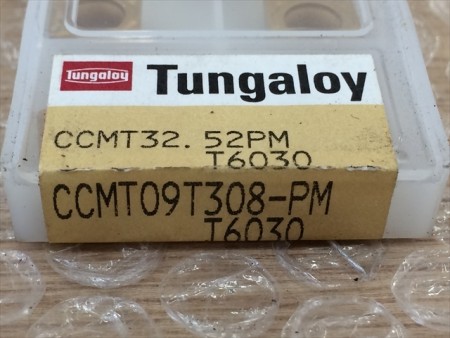 Tungaloy
Tungaloy
CCMT32.52PM
T6030
CCMT09T308-PM
T6030